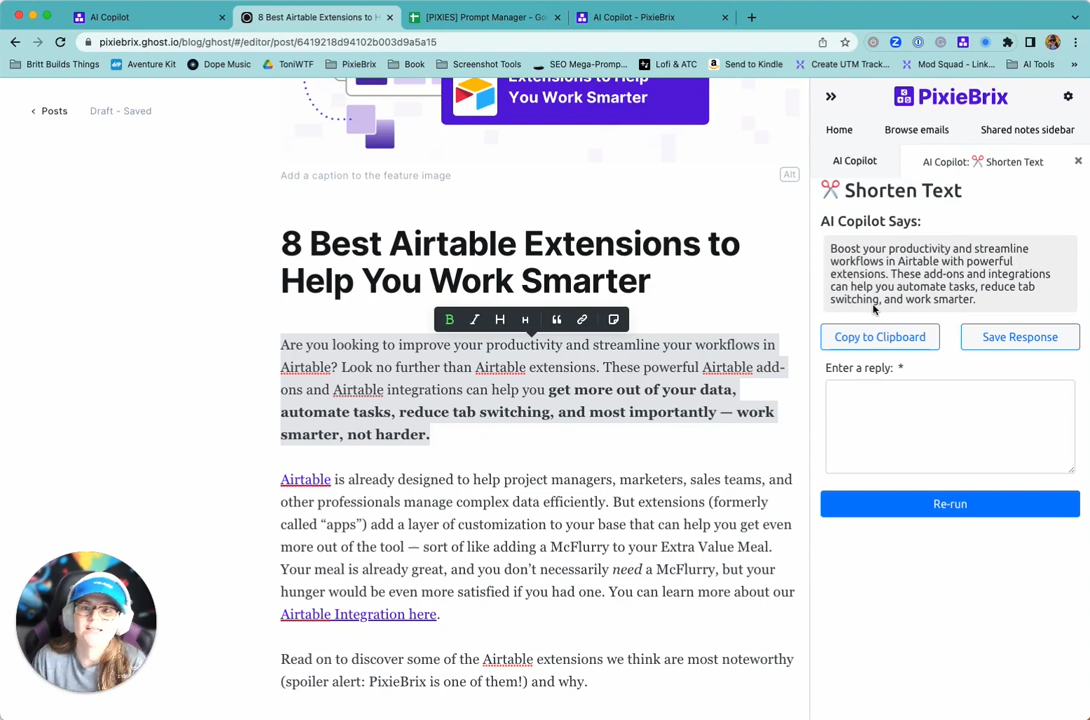 AI Copilot
8 Best Airtable Extensions to H
[PIXIES] Prompt Manager - Go
AI Copilot - PixieBrix
pixiebrix.ghost.io/blog/ghost/#/editor/post/6419218d94102b003d9a5a15
Britt Builds Things
Aventure Kit
Dope Music
ToniWTF
PixieBrix
Book
Screenshot Tools
SEO Mega-Promp...
Lofi & ATC
Send to Kindle
Create UTM Track...
Mod Squad - Link...
AI Tools
Posts
Draft - Saved
Extensions to Help
You Work Smarter
Add a caption to the feature image
Alt
8 Best Airtable Extensions to
Help You Work Smarter
B I H H
Are you looking to improve your productivity and streamline your workflows in
Airtable? Look no further than Airtable extensions. These powerful Airtable add-
ons and Airtable integrations can help you get more out of your data,
automate tasks, reduce tab switching, and most importantly — work
smarter, not harder.
Airtable is already designed to help project managers, marketers, sales teams, and
other professionals manage complex data efficiently. But extensions (formerly
called “apps”) add a layer of customization to your base that can help you get even
more out of the tool — sort of like adding a McFlurry to your Extra Value Meal.
Your meal is already great, and you don’t necessarily need a McFlurry, but your
hunger would be even more satisfied if you had one. You can learn more about our
Airtable Integration here.
Read on to discover some of the Airtable extensions we think are most noteworthy
(spoiler alert: PixieBrix is one of them!) and why.
PixieBrix
Home
Browse emails
Shared notes sidebar
AI Copilot
AI Copilot: ✂️ Shorten Text
✂️ Shorten Text
AI Copilot Says:
Boost your productivity and streamline
workflows in Airtable with powerful
extensions. These add-ons and integrations
can help you automate tasks, reduce tab
switching, and work smarter.
Copy to Clipboard
Save Response
Enter a reply: *
Re-run